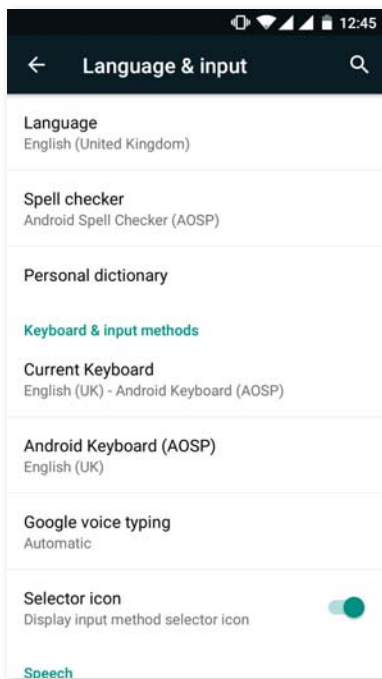 12:45
Language & input
Language
English (United Kingdom)
Spell checker
Android Spell Checker (AOSP)
Personal dictionary
Keyboard & input methods
Current Keyboard
English (UK) - Android Keyboard (AOSP)
Android Keyboard (AOSP)
English (UK)
Google voice typing
Automatic
Selector icon
Display input method selector icon
Speech